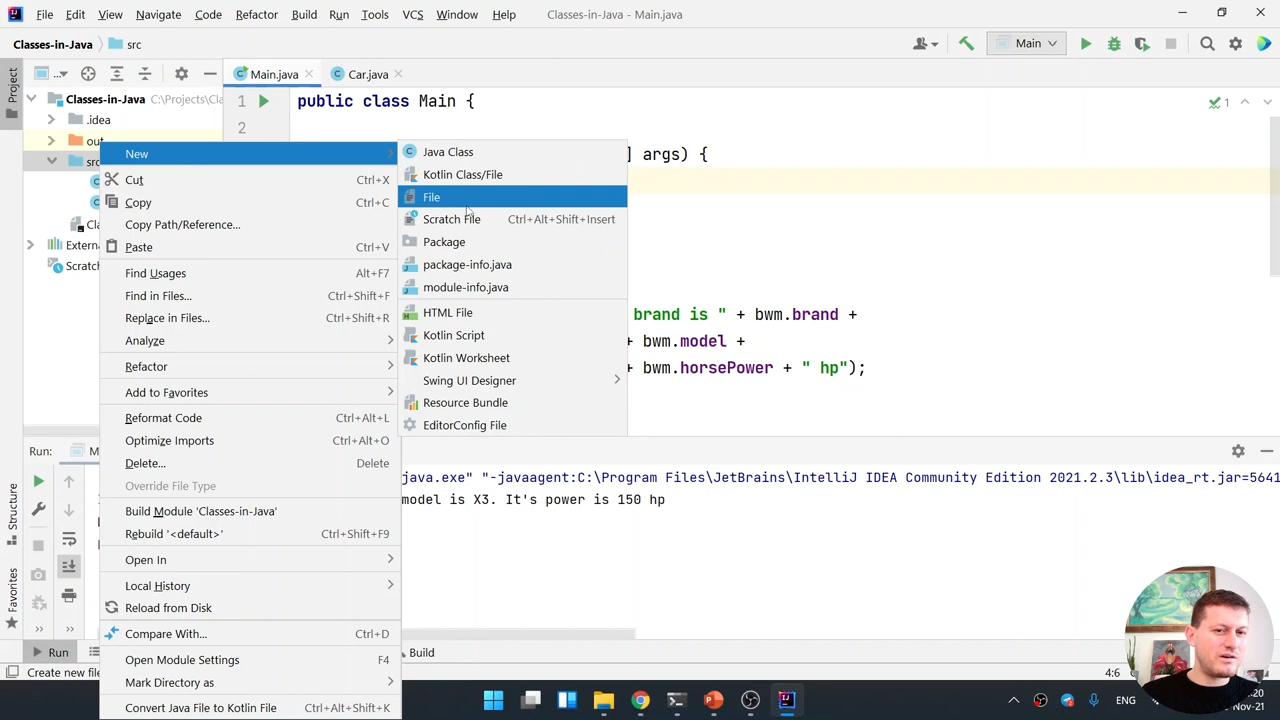 File Edit View Navigate Code Refactor Build Run Tools VCS Window Help Classes-in-Java - Main.java
Classes-in-Java src Main
Project
Main.java Car.java
Classes-in-Java C:\Projects\Cla
.idea
out
src
Cla
Extern
Scratch
1 public class Main {
2
] args) {
brand is " + bwm.brand +
+ bwm.model +
+ bwm.horsePower + " hp");
1
New
Cut Ctrl+X
Copy Ctrl+C
Copy Path/Reference...
Paste Ctrl+V
Find Usages Alt+F7
Find in Files... Ctrl+Shift+F
Replace in Files... Ctrl+Shift+R
Analyze
Refactor
Add to Favorites
Reformat Code Ctrl+Alt+L
Optimize Imports Ctrl+Alt+O
Delete... Delete
Override File Type
Build Module 'Classes-in-Java'
Rebuild '<default>' Ctrl+Shift+F9
Open In
Local History
Reload from Disk
Compare With... Ctrl+D
Open Module Settings F4
Mark Directory as
Convert Java File to Kotlin File Ctrl+Alt+Shift+K
Java Class
Kotlin Class/File
File
Scratch File Ctrl+Alt+Shift+Insert
Package
package-info.java
module-info.java
HTML File
Kotlin Script
Kotlin Worksheet
Swing UI Designer
Resource Bundle
EditorConfig File
Run: M
java.exe" "-javaagent:C:\Program Files\JetBrains\IntelliJ IDEA Community Edition 2021.2.3\lib\idea_rt.jar=5641
model is X3. It's power is 150 hp
Structure
Favorites
Run Build
Create new file 4:6
ENG :20
-Nov-21